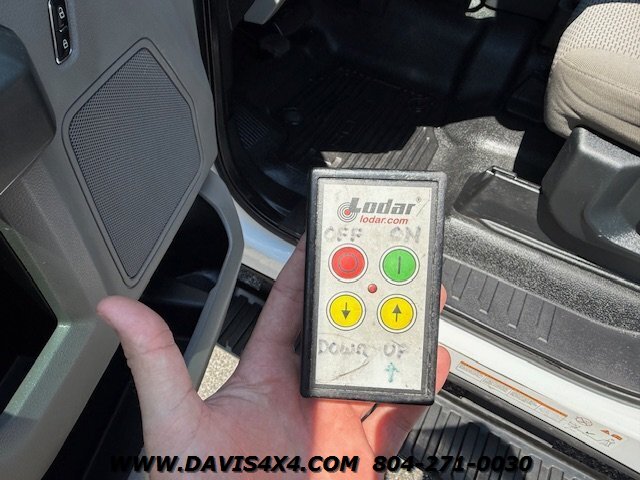 Lodar®
lodar.com
OFF ON
DOWN UP
WWW.DAVIS4X4.COM 804-271-0030